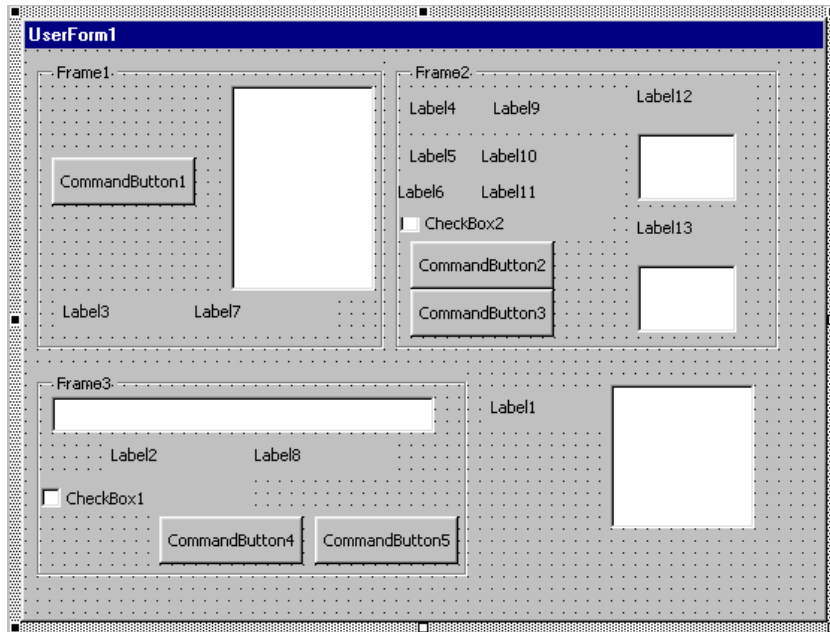 UserForm1
Frame1
CommandButton1
Label3 Label7
Frame2
Label4 Label9
Label12
Label5 Label10
Label6 Label11
CheckBox2
Label13
CommandButton2
CommandButton3
Frame3
Label2 Label8
CheckBox1
CommandButton4 CommandButton5
Label1